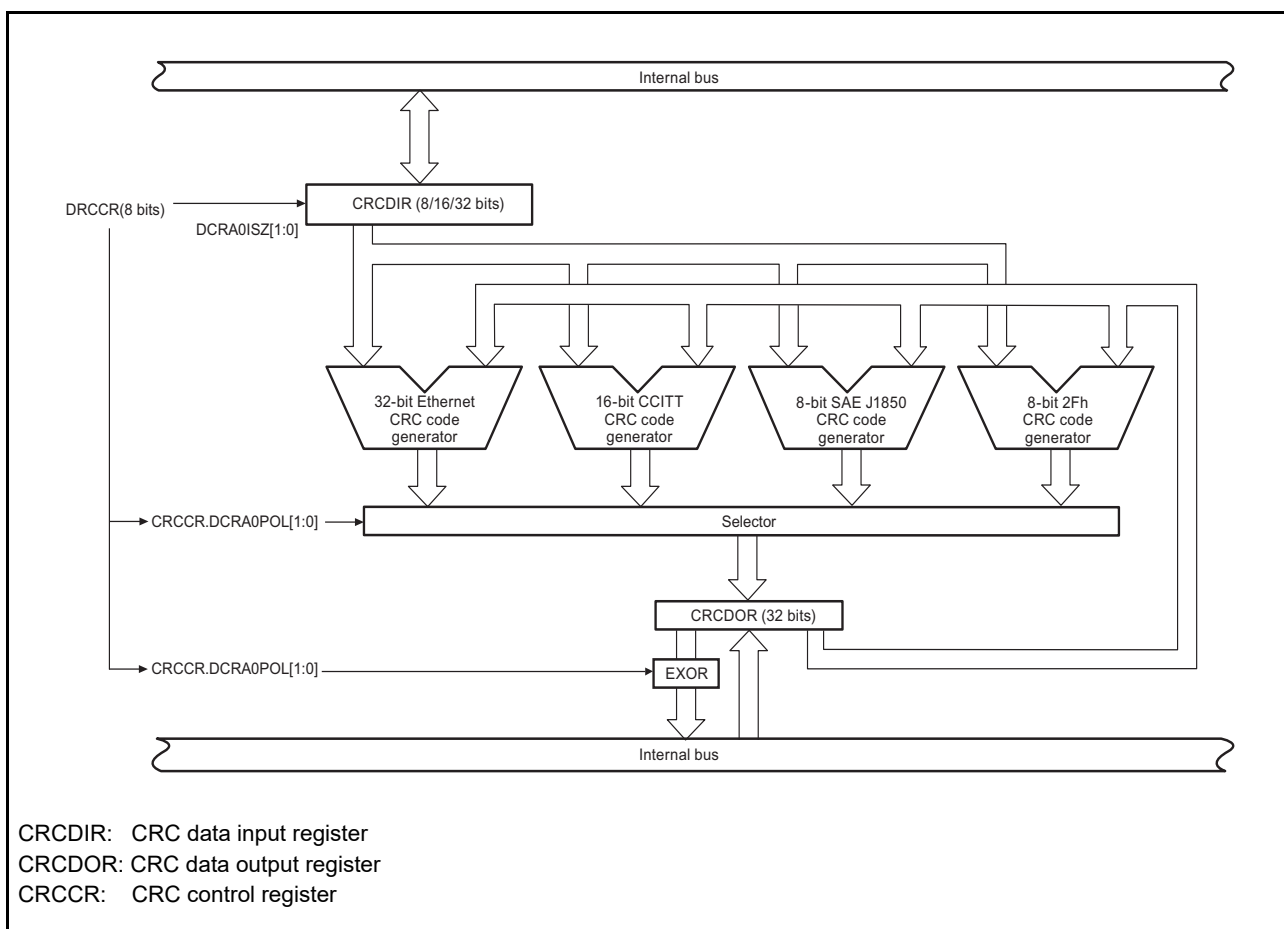 Internal bus
CRCDIR (8/16/32 bits)
DRCCR(8 bits)
DCRA0ISZ[1:0]
32-bit Ethernet
CRC code
generator
16-bit CCITT
CRC code
generator
8-bit SAE J1850
CRC code
generator
8-bit 2Fh
CRC code
generator
CRCCR.DCRA0POL[1:0]
Selector
CRCDOR (32 bits)
CRCCR.DCRA0POL[1:0]
EXOR
Internal bus
CRCDIR: CRC data input register
CRCDOR: CRC data output register
CRCCR: CRC control register